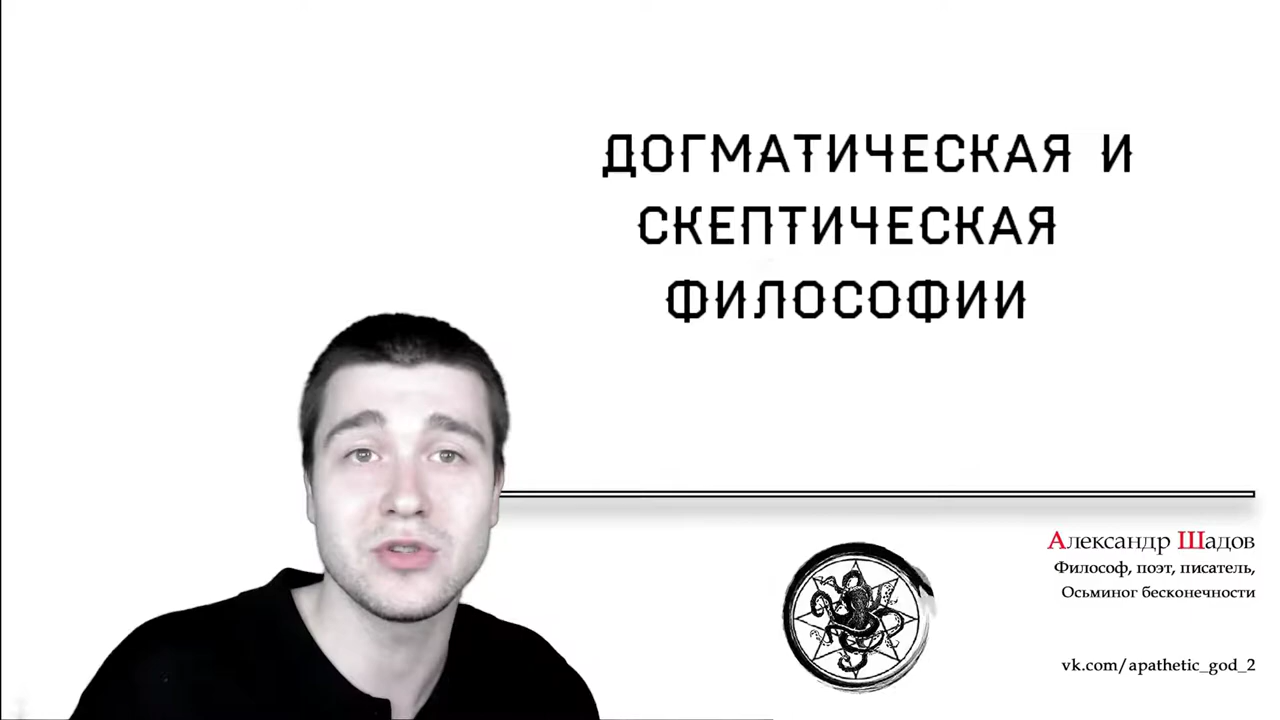 ДОГМАТИЧЕСКАЯ И
СКЕПТИЧЕСКАЯ
ФИЛОСОФИИ
Александр Шадов
Философ, поэт, писатель,
Осьминог бесконечности
vk.com/apathetic_god_2